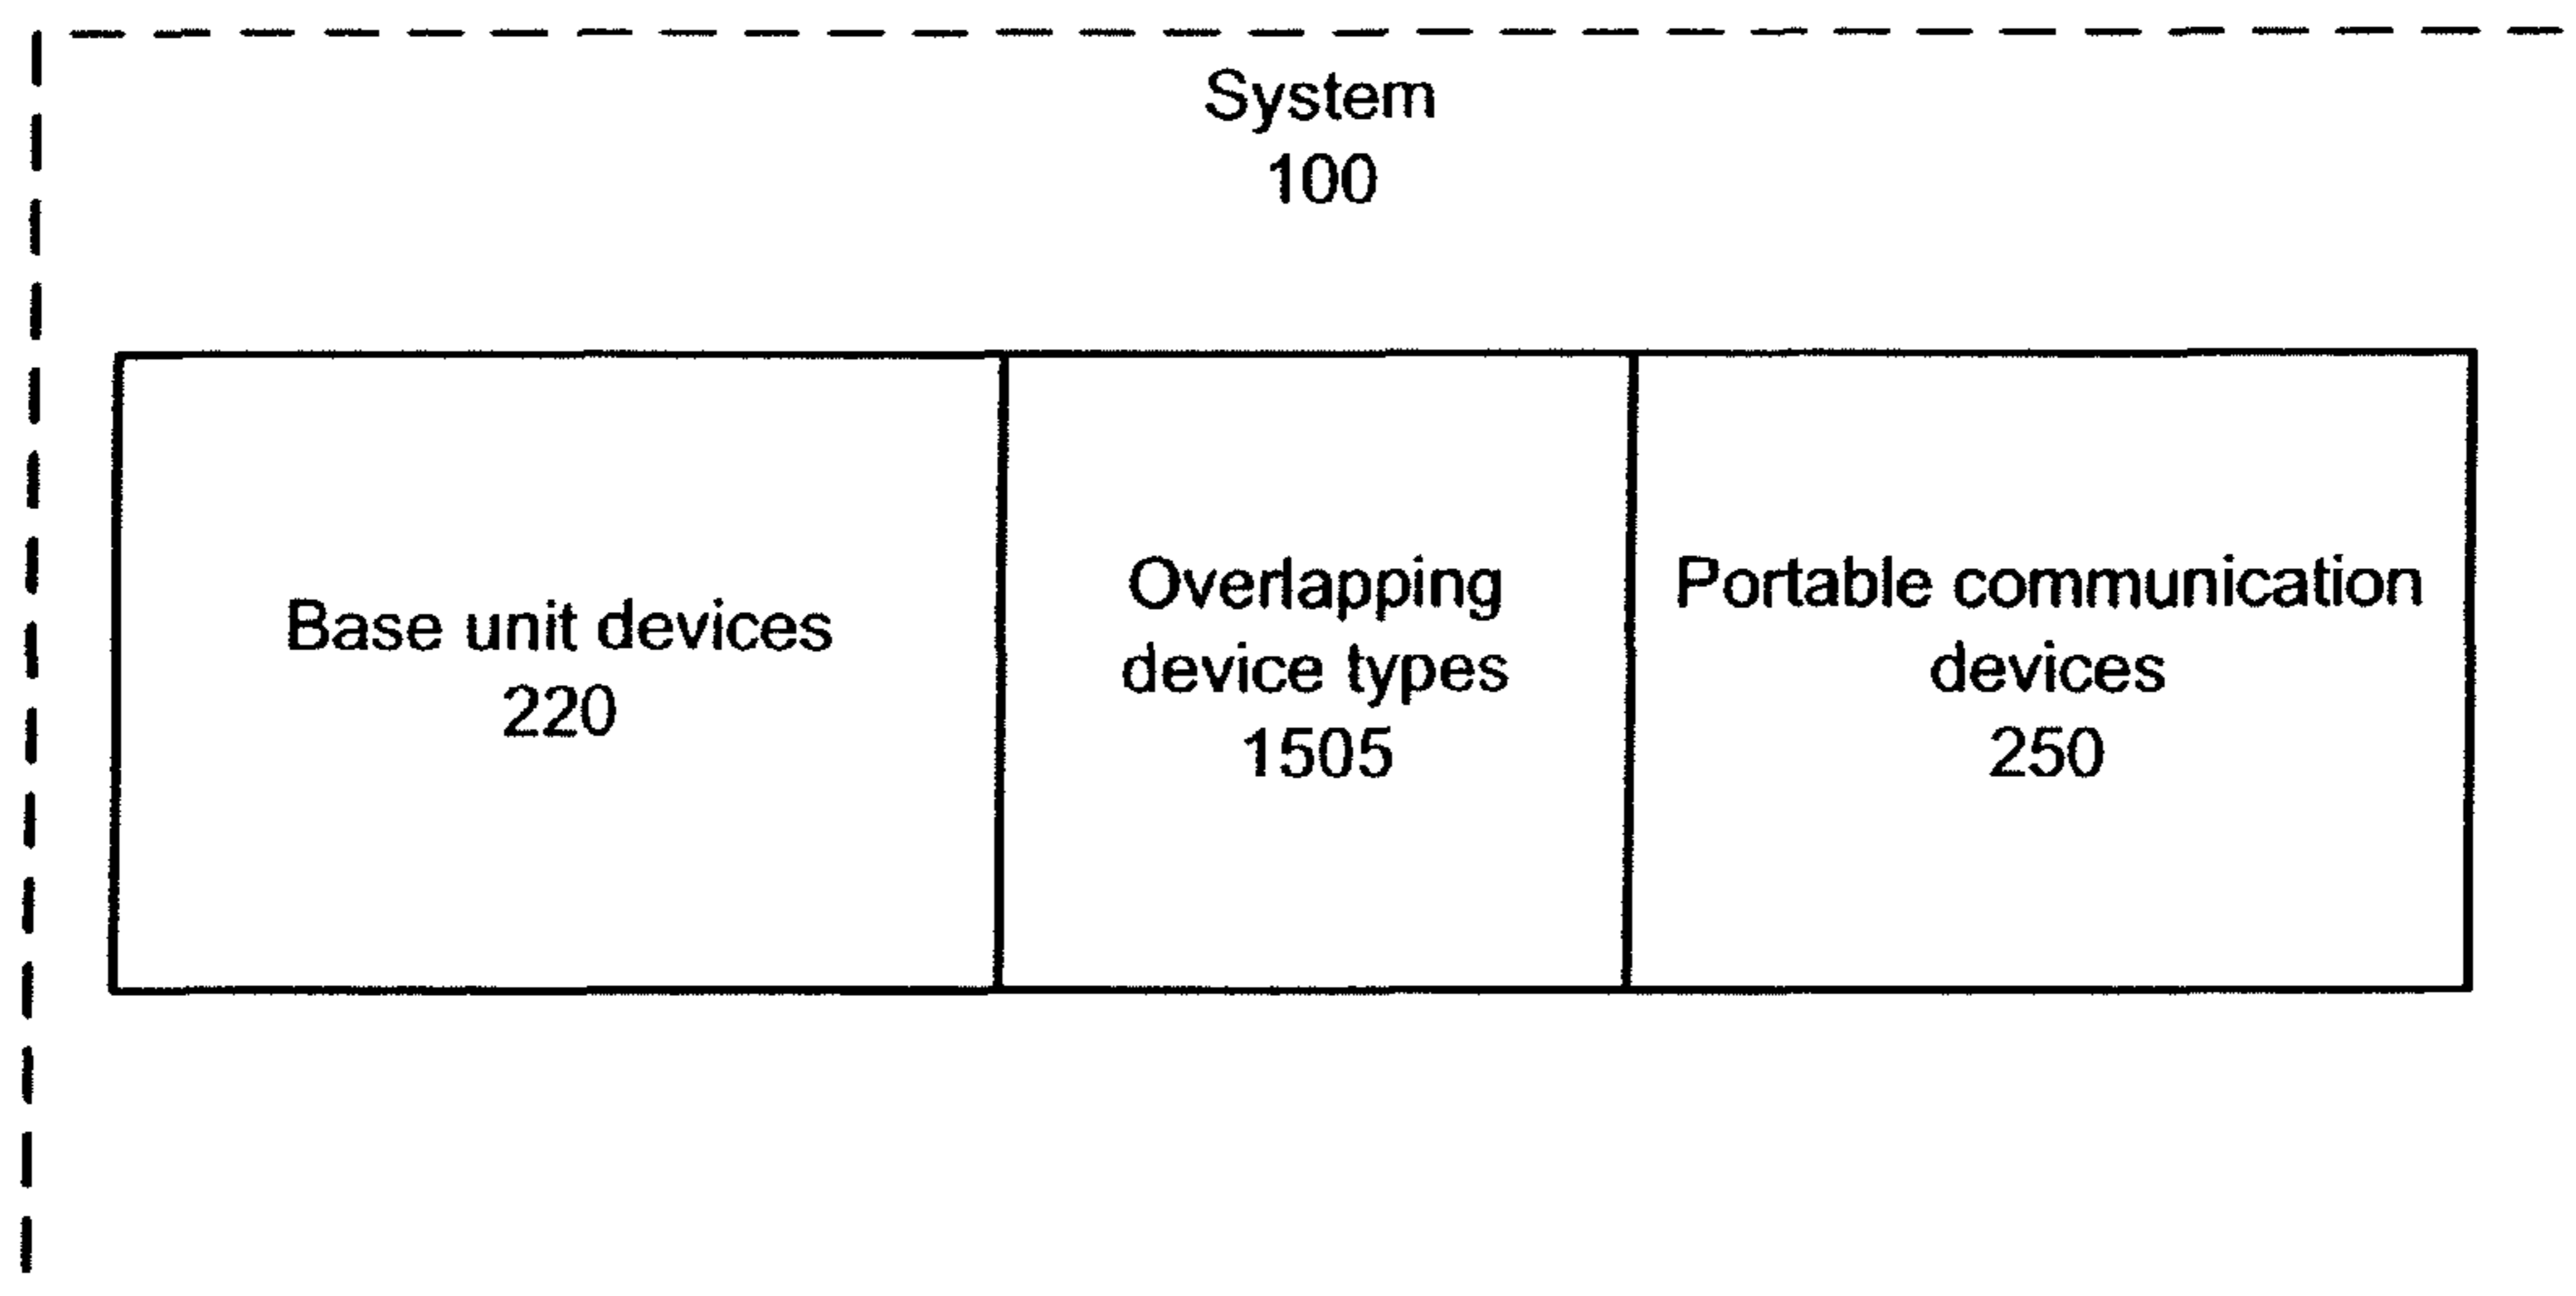 System
100
Base unit devices
220
Overlapping
device types
1505
Portable communication
devices
250